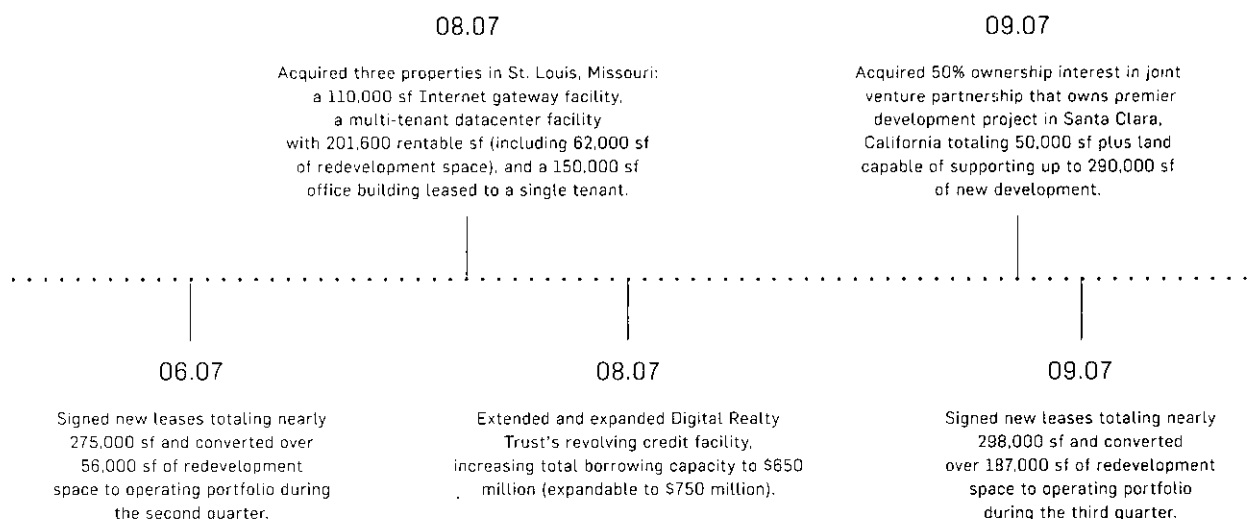 08.07
Acquired three properties in St. Louis, Missouri:
a 110,000 sf Internet gateway facility,
a multi-tenant datacenter facility
with 201,600 rentable sf (including 62,000 sf
of redevelopment space), and a 150,000 sf
office building leased to a single tenant.
09.07
Acquired 50% ownership interest in joint
venture partnership that owns premier
development project in Santa Clara,
California totaling 50,000 sf plus land
capable of supporting up to 290,000 sf
of new development.
06.07
Signed new leases totaling nearly
275,000 sf and converted over
56,000 sf of redevelopment
space to operating portfolio during
the second quarter.
08.07
Extended and expanded Digital Realty
Trust's revolving credit facility,
increasing total borrowing capacity to $650
million (expandable to $750 million).
09.07
Signed new leases totaling nearly
298,000 sf and converted
over 187,000 sf of redevelopment
space to operating portfolio
during the third quarter.